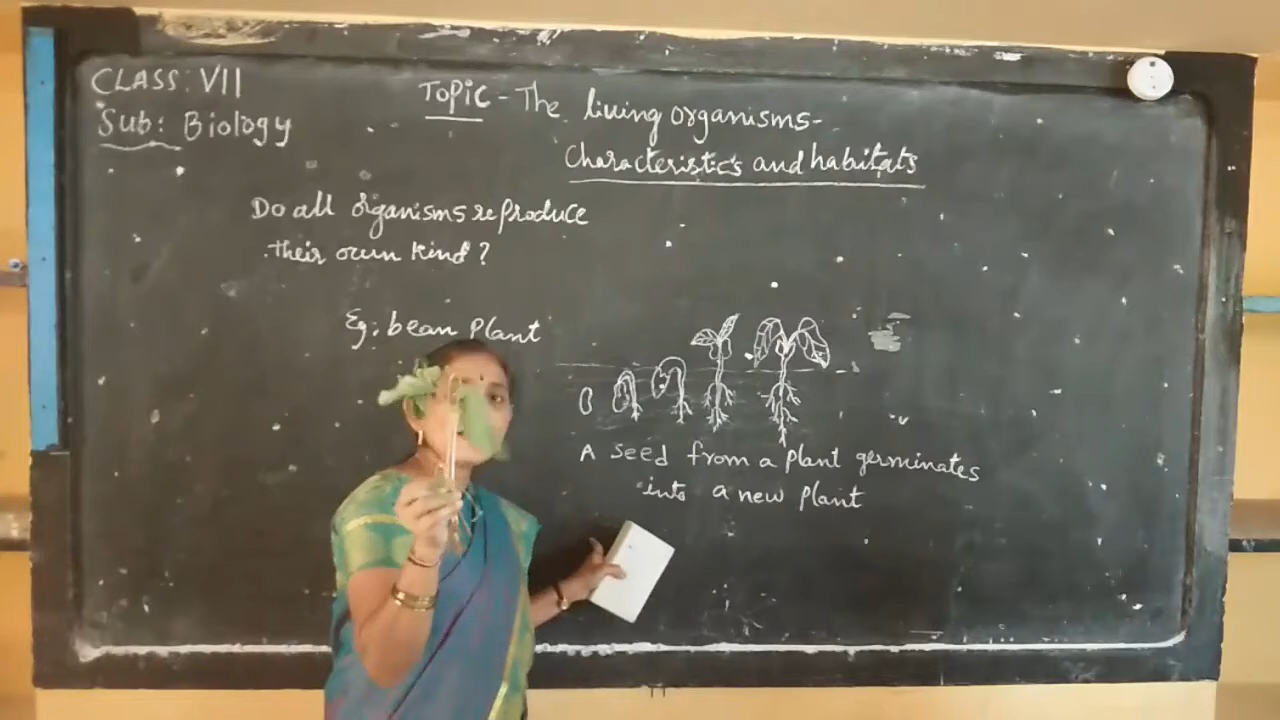 CLASS: VII
Sub: Biology
Topic - The living organisms-
Characteristics and habitats
Do all organisms reproduce
their own kind?
Eg: bean Plant
A seed from a plant germinates
into a new plant